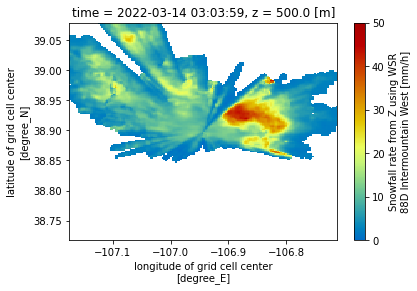 time = 2022-03-14 03:03:59, z = 500.0 [m]
39.05
39.00
38.95
38.90
38.85
38.80
38.75
latitude of grid cell center
[degree_N]
−107.1
−107.0
−106.9
−106.8
longitude of grid cell center
[degree_E]
50
40
30
20
10
0
Snowfall rate from Z using WSR
88D Intermountain West [mm/h]